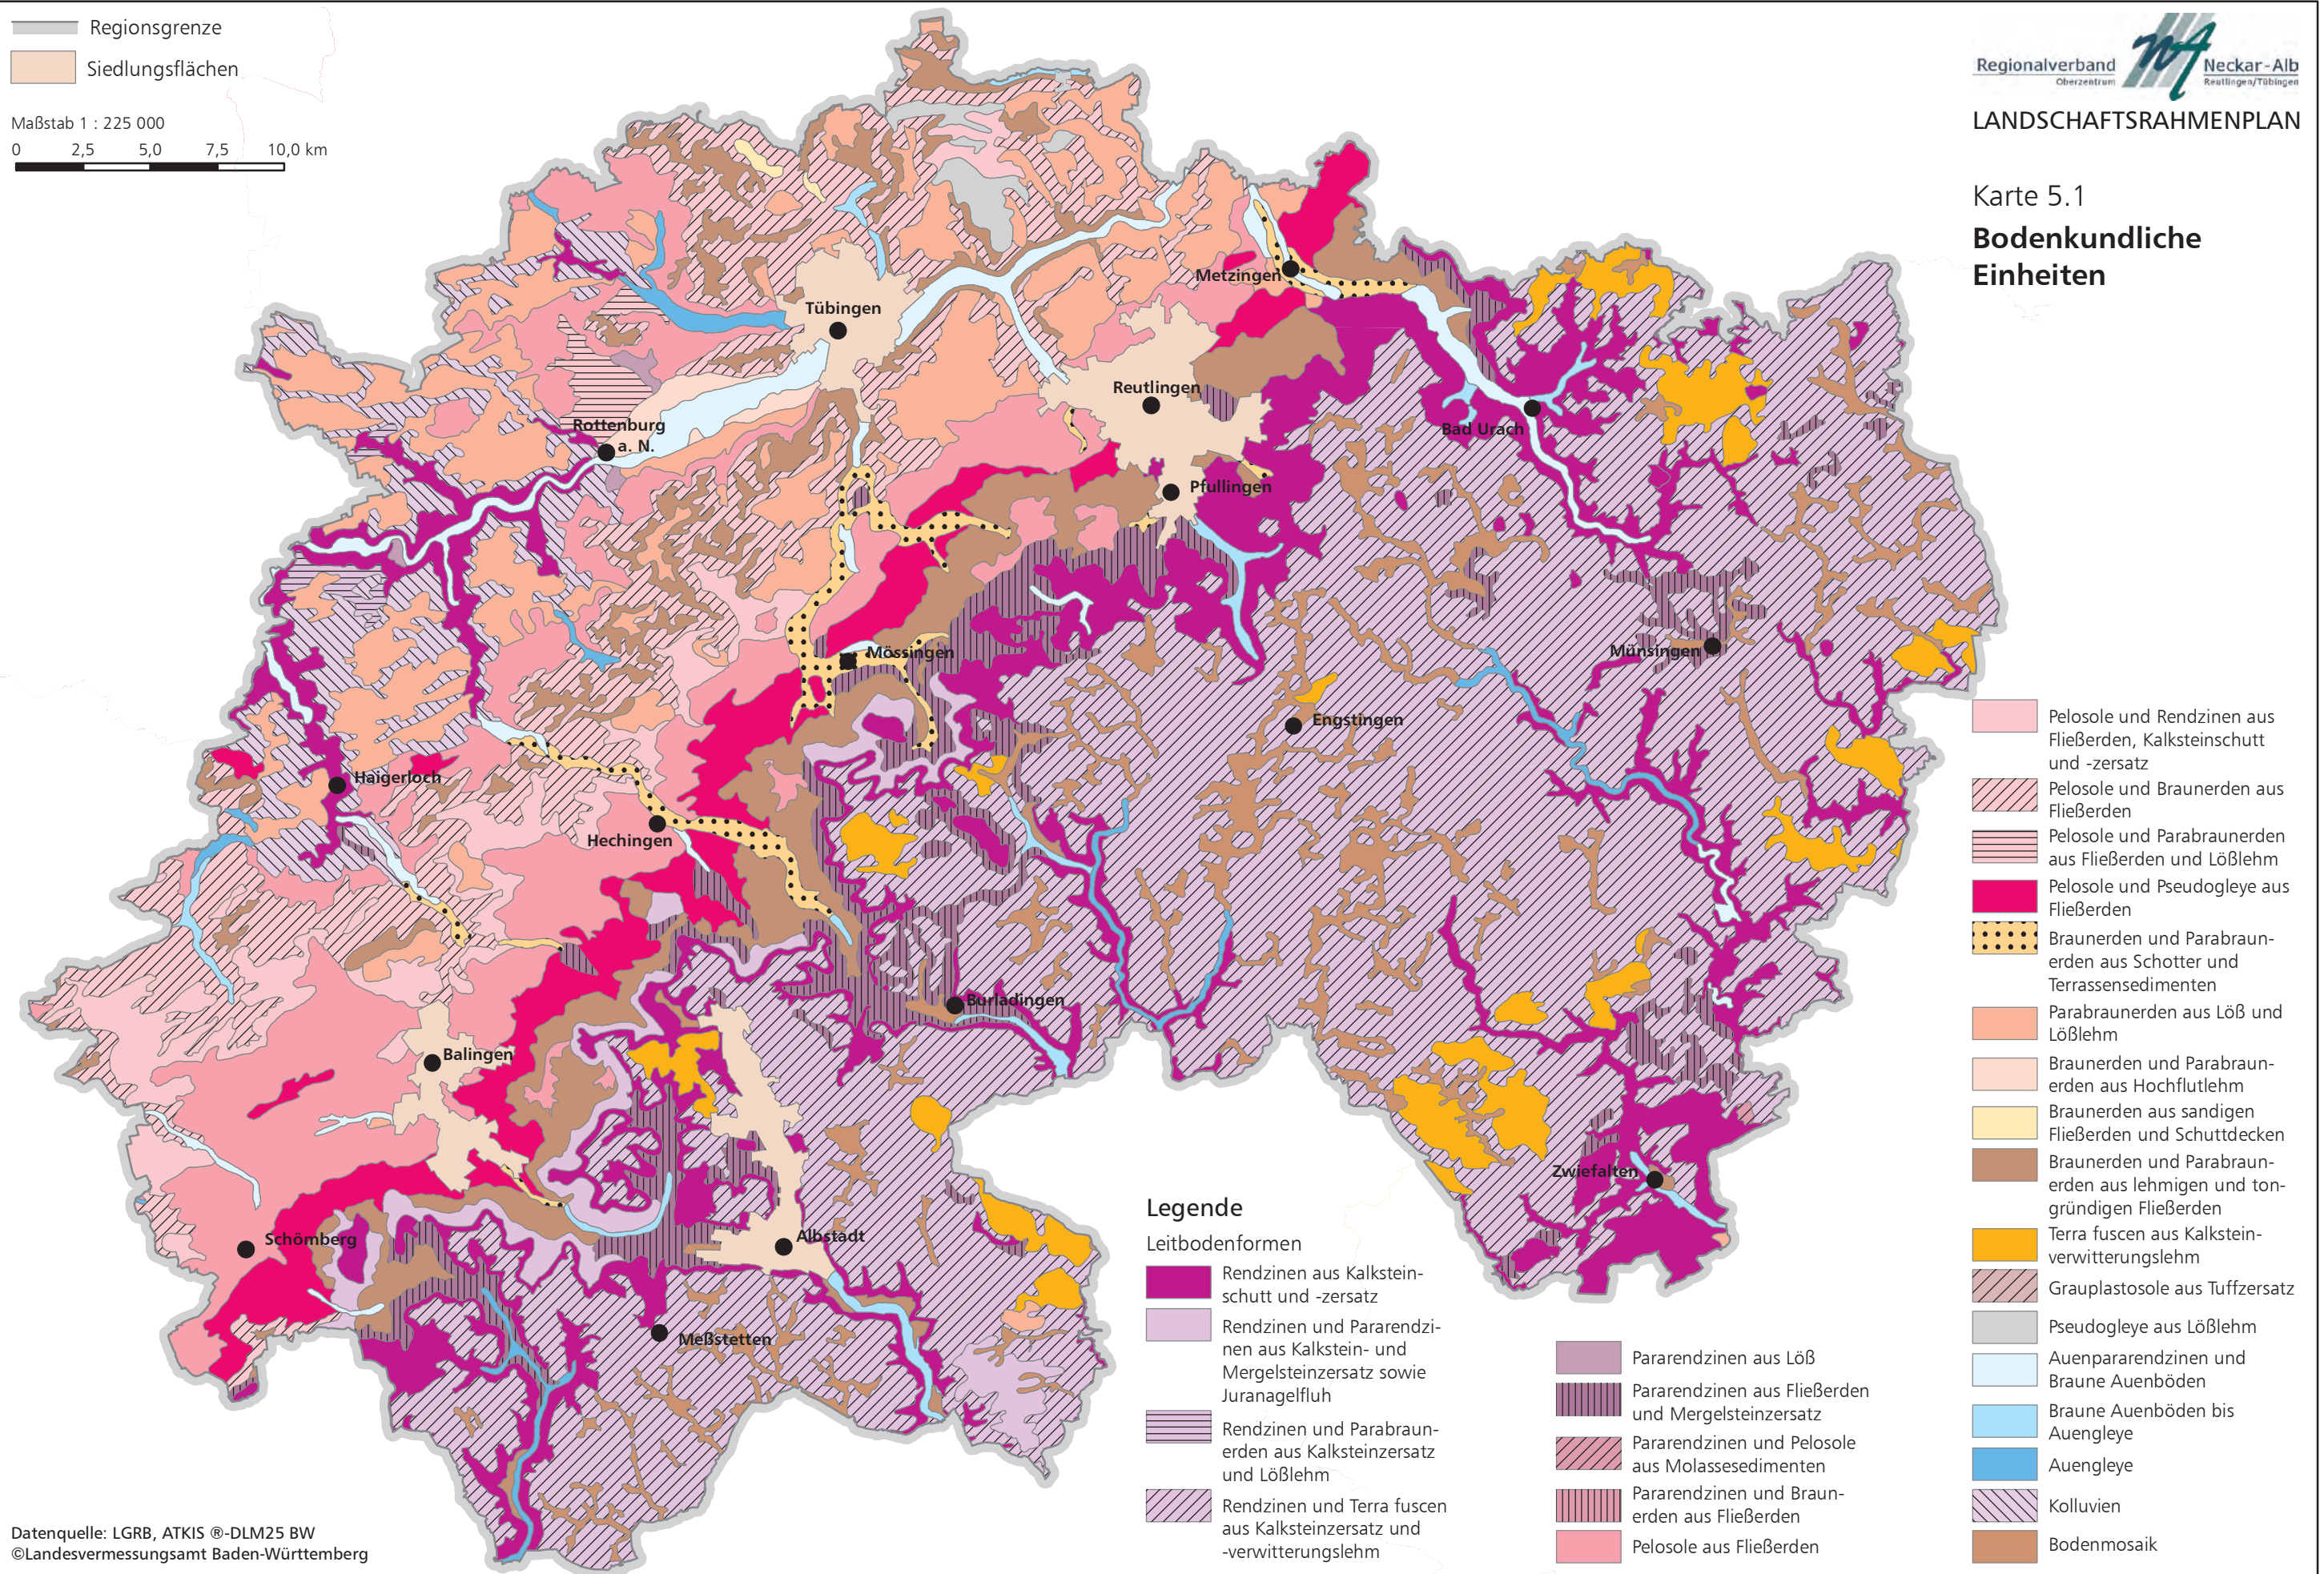 Regionsgrenze
Siedlungsflächen
Maßstab 1 : 225 000
0 2,5 5,0 7,5 10,0 km
Regionalverband Neckar-Alb
Oberzentrum Reutlingen/Tübingen
LANDSCHAFTSRAHMENPLAN
Karte 5.1
Bodenkundliche
Einheiten
Metzingen
Tübingen
Reutlingen
Rottenburg
a. N.
Bad Urach
Pfullingen
Mössingen
Münsingen
Engstingen
Haigerloch
Hechingen
Burladingen
Balingen
Zwiefalten
Schömberg
Albstadt
Meßstetten
Legende
Leitbodenformen
Rendzinen aus Kalkstein-
schutt und -zersatz
Rendzinen und Pararendzi-
nen aus Kalkstein- und
Mergelsteinzersatz sowie
Juranagelfluh
Rendzinen und Parabraun-
erden aus Kalksteinzersatz
und Lößlehm
Rendzinen und Terra fuscen
aus Kalksteinzersatz und
-verwitterungslehm
Pararendzinen aus Löß
Pararendzinen aus Fließerden
und Mergelsteinzersatz
Pararendzinen und Pelosole
aus Molassesedimenten
Pararendzinen und Braun-
erden aus Fließerden
Pelosole aus Fließerden
Pelosole und Rendzinen aus
Fließerden, Kalksteinschutt
und -zersatz
Pelosole und Braunerden aus
Fließerden
Pelosole und Parabraunerden
aus Fließerden und Lößlehm
Pelosole und Pseudogleye aus
Fließerden
Braunerden und Parabraun-
erden aus Schotter und
Terrassensedimenten
Parabraunerden aus Löß und
Lößlehm
Braunerden und Parabraun-
erden aus Hochflutlehm
Braunerden aus sandigen
Fließerden und Schuttdecken
Braunerden und Parabraun-
erden aus lehmigen und ton-
gründigen Fließerden
Terra fuscen aus Kalkstein-
verwitterungslehm
Grauplastosole aus Tuffzersatz
Pseudogleye aus Lößlehm
Auenpararendzinen und
Braune Auenböden
Braune Auenböden bis
Auengleye
Auengleye
Kolluvien
Bodenmosaik
Datenquelle: LGRB, ATKIS ®-DLM25 BW
©Landesvermessungsamt Baden-Württemberg